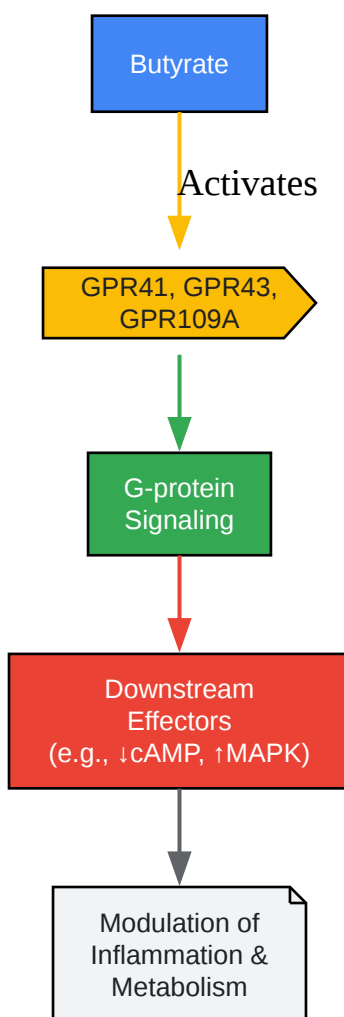 Butyrate
Activates
GPR41, GPR43,
GPR109A
G-protein
Signaling
Downstream
Effectors
(e.g., ↓cAMP, ↑MAPK)
Modulation of
Inflammation &
Metabolism